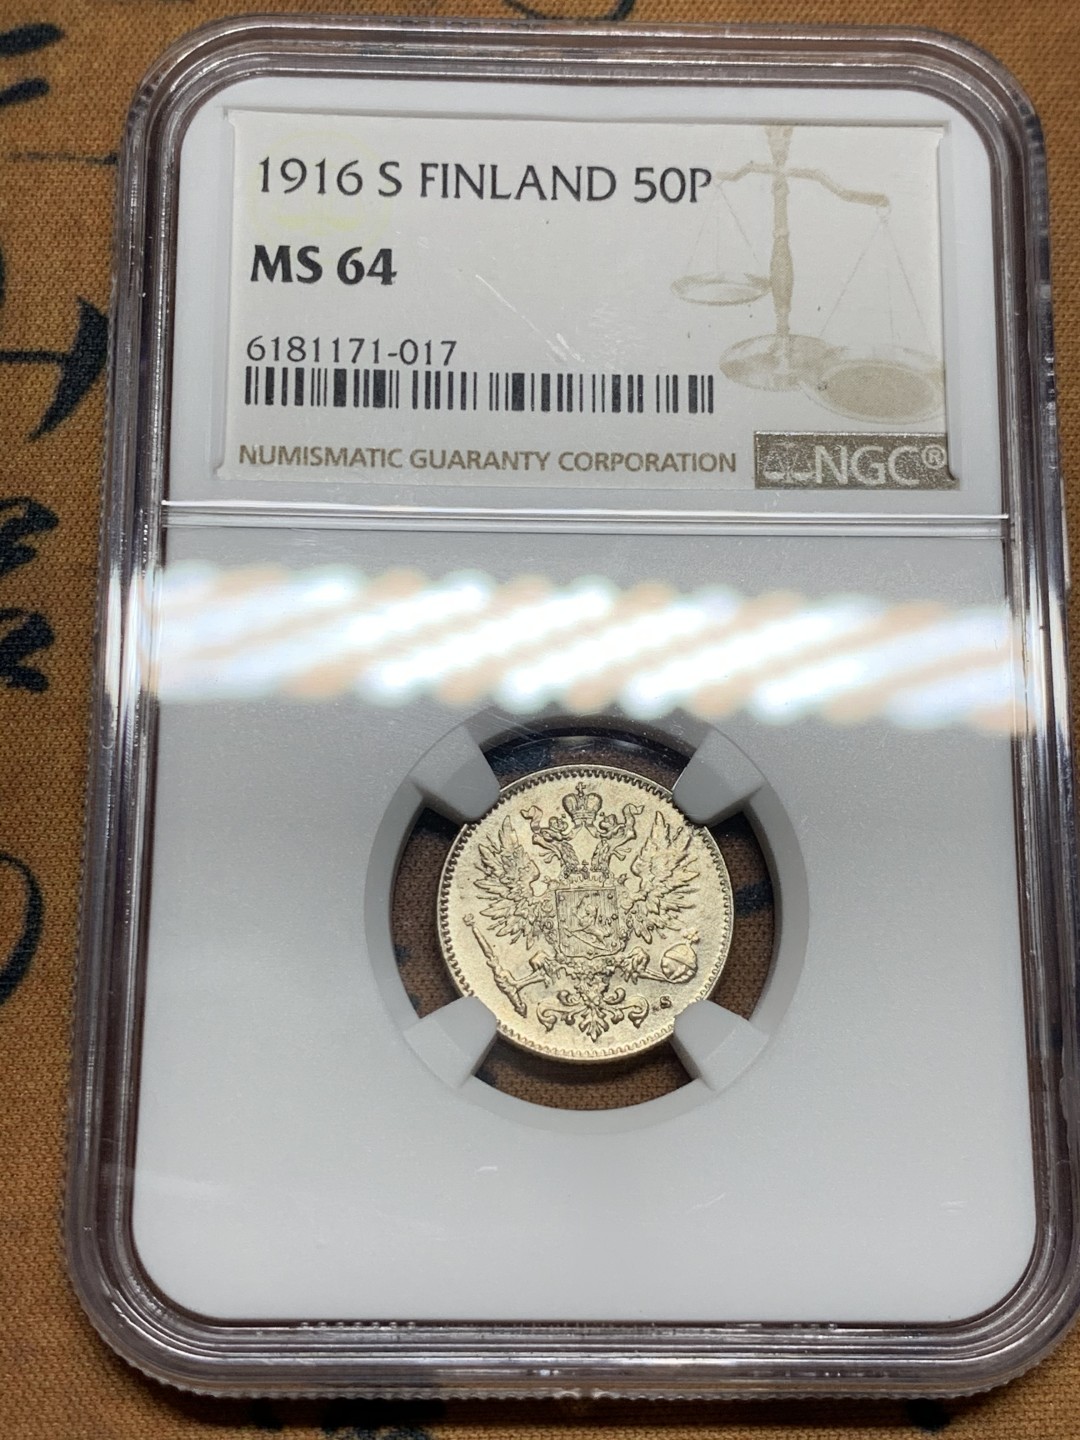 1916 S FINLAND 50P
MS 64
6181171-017
NUMISMATIC GUARANTY CORPORATION
NGC®
S